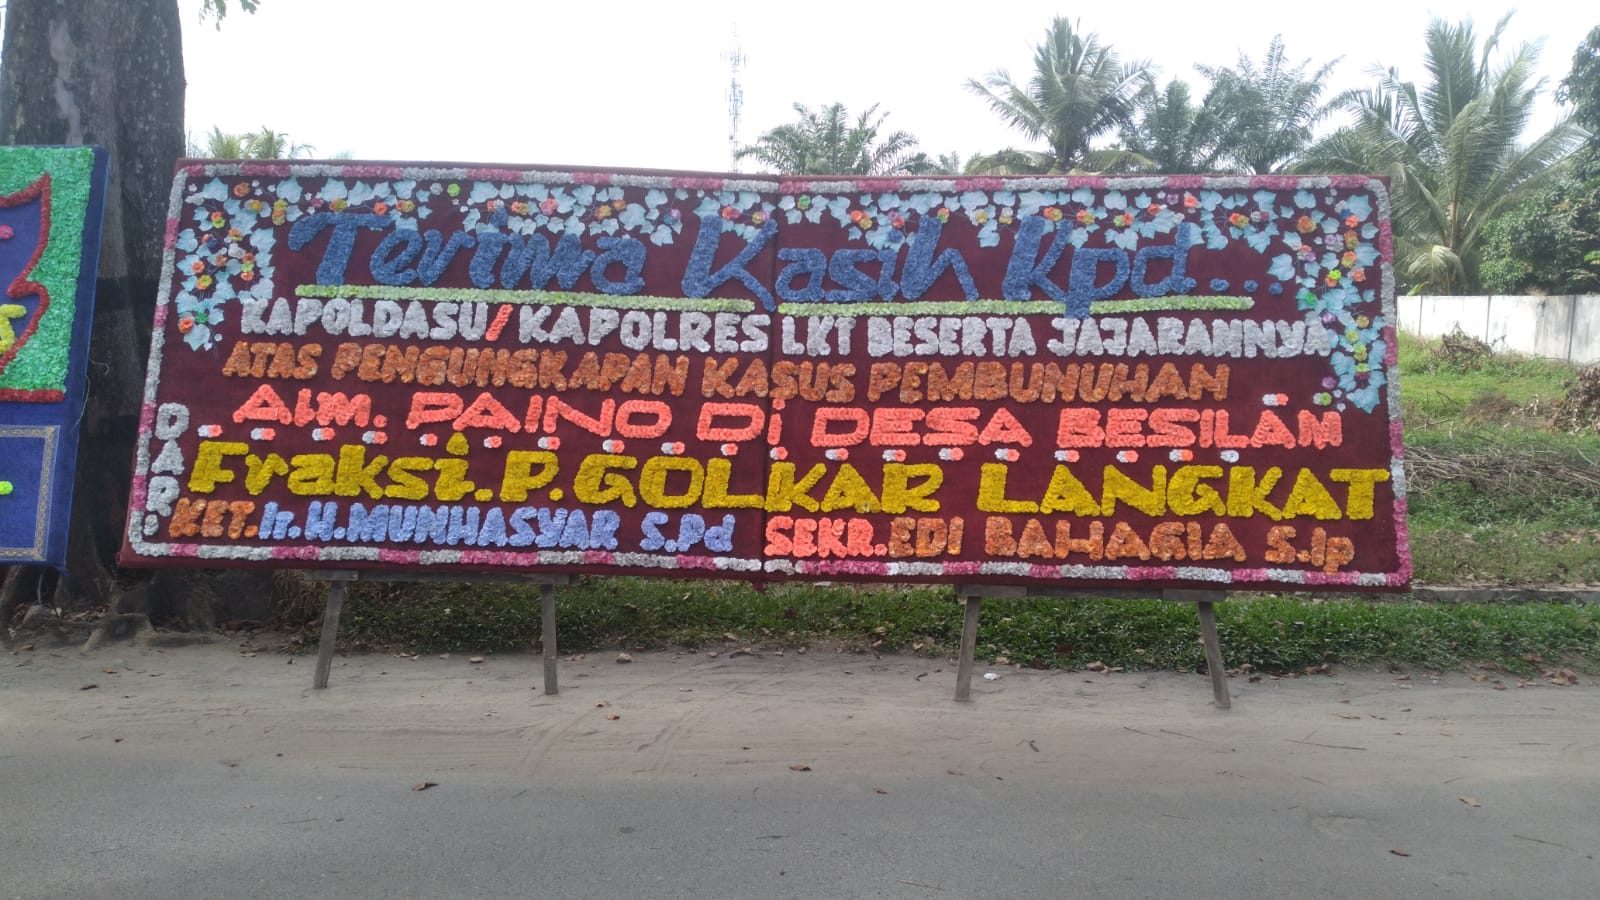 Terima Kasih Kpd...
KAPOLDASU/KAPOLRES LKT BESERTA JAJARANNYA
ATAS PENGUNGKAPAN KASUS PEMBUNUHAN
Alm. PAINO Di DESA BESILAM
DARI:
Fraksi.P.GOLKAR LANGKAT
KET.Ir.H.MUNHASYAR S.Pd SEKR.EDI BAHAGIA S.Ip